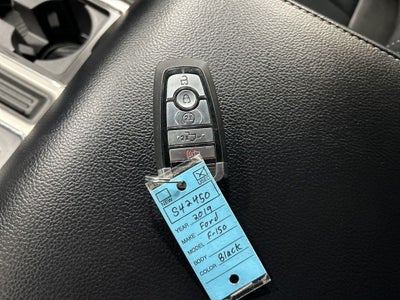 S42450
YEAR 2019
MAKE Ford
MODEL F-150
BODY
COLOR Black